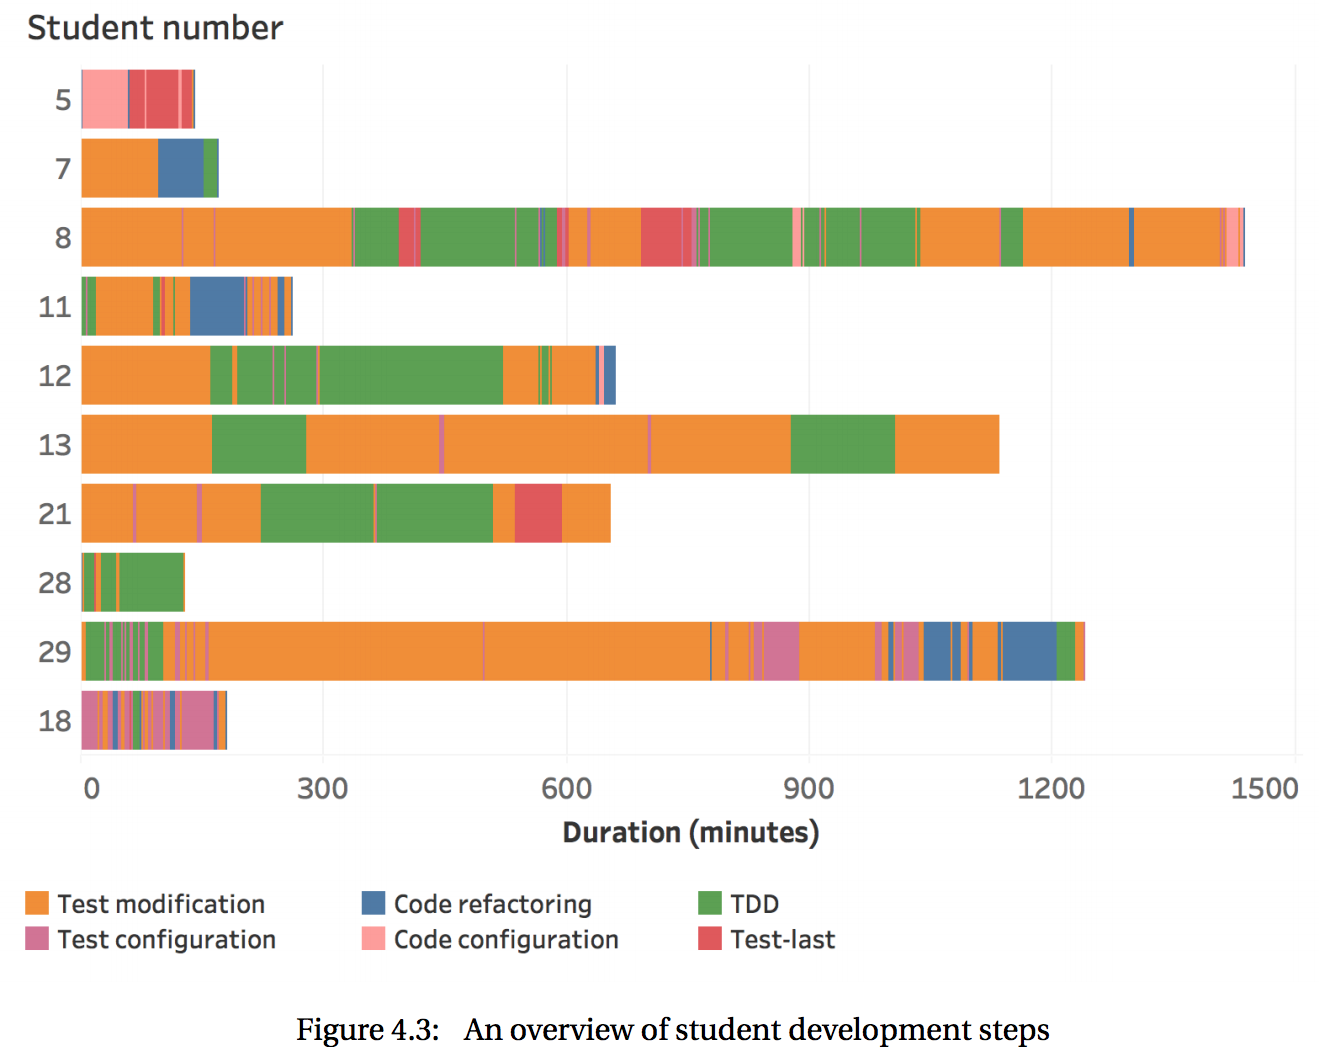 Student number
5
7
8
11
12
13
21
28
29
18
0 300 600 900 1200 1500
Duration (minutes)
Test modification Code refactoring TDD
Test configuration Code configuration Test-last
Figure 4.3: An overview of student development steps